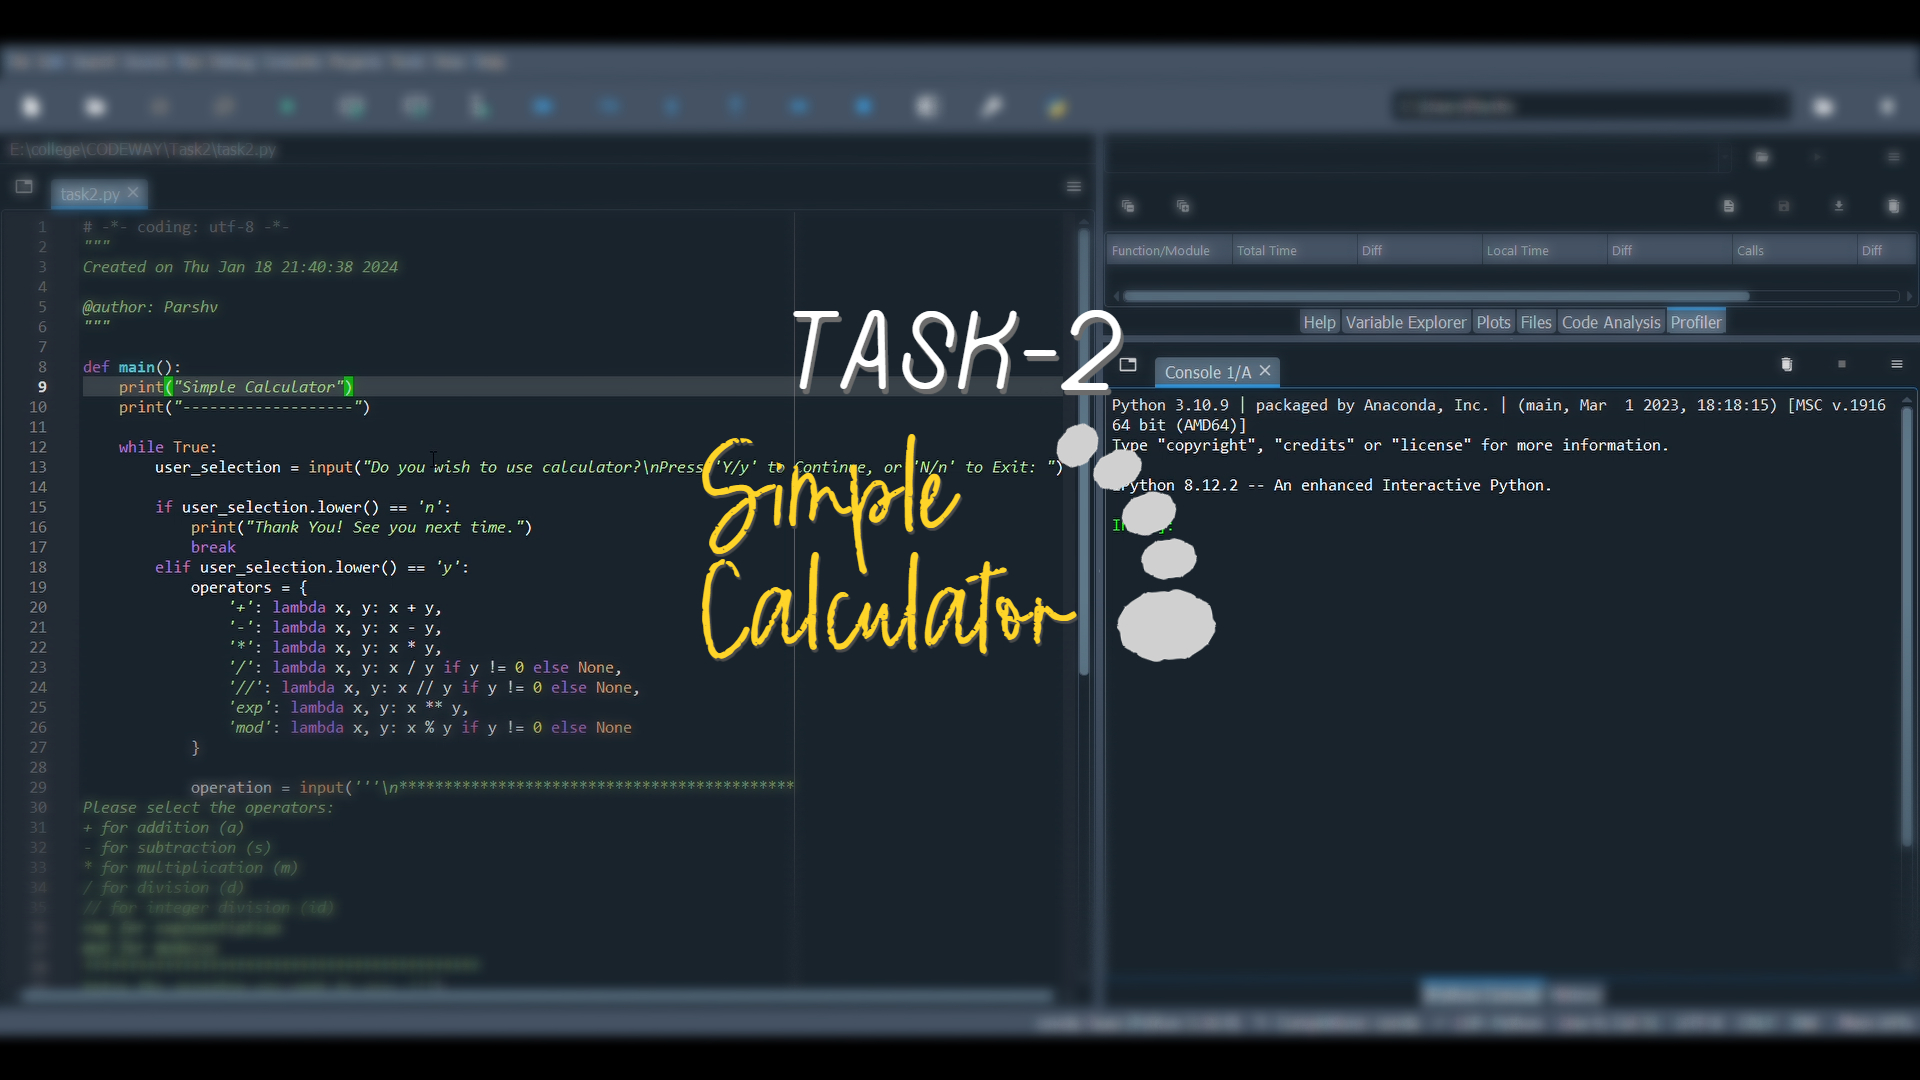 E:\college\CODEWAY\Task2\task2.py
task2.py
1 # -*- coding: utf-8 -*-
2 """
3 Created on Thu Jan 18 21:40:38 2024
4
5 @author: Parshv
6 """
7
8 def main():
9 print("Simple Calculator")
10 print("-------------------")
11
12 while True:
13 user_selection = input("Do you wish to use calculator?\nPress 'Y/y' to Continue, or 'N/n' to Exit: ")
14
15 if user_selection.lower() == 'n':
16 print("Thank You! See you next time.")
17 break
18 elif user_selection.lower() == 'y':
19 operators = {
20 '+': lambda x, y: x + y,
21 '-': lambda x, y: x - y,
22 '*': lambda x, y: x * y,
23 '/': lambda x, y: x / y if y != 0 else None,
24 '//': lambda x, y: x // y if y != 0 else None,
25 'exp': lambda x, y: x ** y,
26 'mod': lambda x, y: x % y if y != 0 else None
27 }
28
29 operation = input('''\n********************************************
30 Please select the operators:
31 + for addition (a)
32 - for subtraction (s)
33 * for multiplication (m)
34 / for division (d)
35 // for integer division (id)
TASK-2
Simple
Calculator
Function/Module Total Time Diff Local Time Diff Calls Diff
Help Variable Explorer Plots Files Code Analysis Profiler
Console 1/A
Python 3.10.9 | packaged by Anaconda, Inc. | (main, Mar 1 2023, 18:18:15) [MSC v.1916
64 bit (AMD64)]
Type "copyright", "credits" or "license" for more information.
IPython 8.12.2 -- An enhanced Interactive Python.